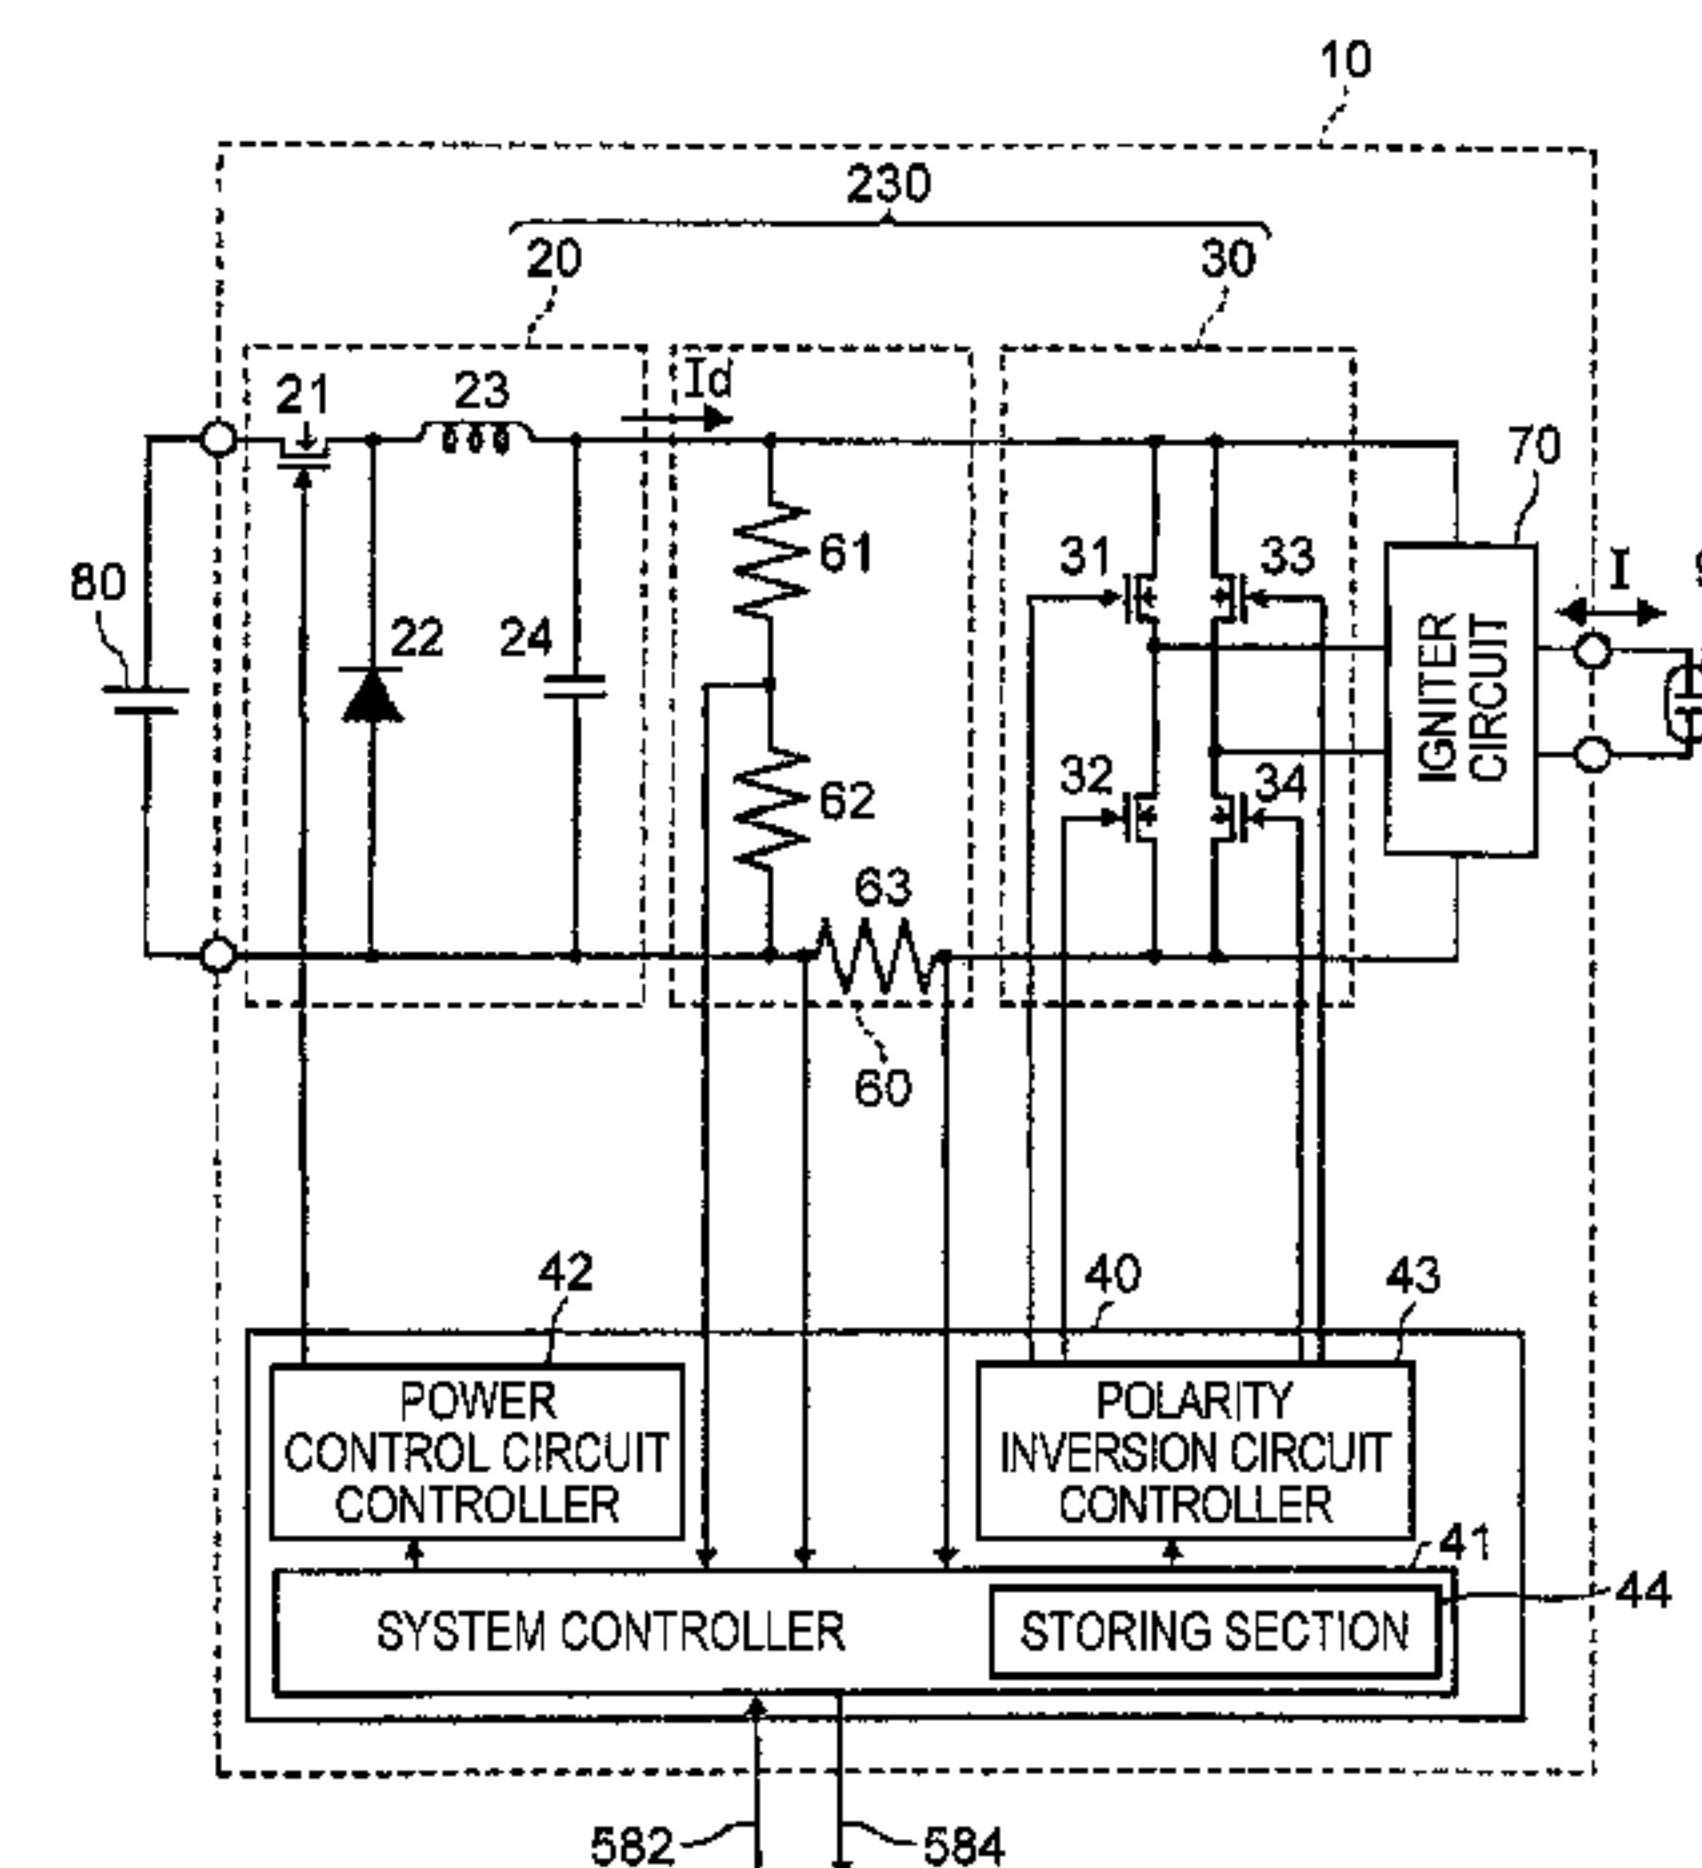 10
230
20
30
21
23
Id
70
80
22
24
61
31
33
I
IGNITER
CIRCUIT
62
32
34
63
60
42
40
43
POWER
CONTROL CIRCUIT
CONTROLLER
POLARITY
INVERSION CIRCUIT
CONTROLLER
41
44
SYSTEM CONTROLLER
STORING SECTION
582
584